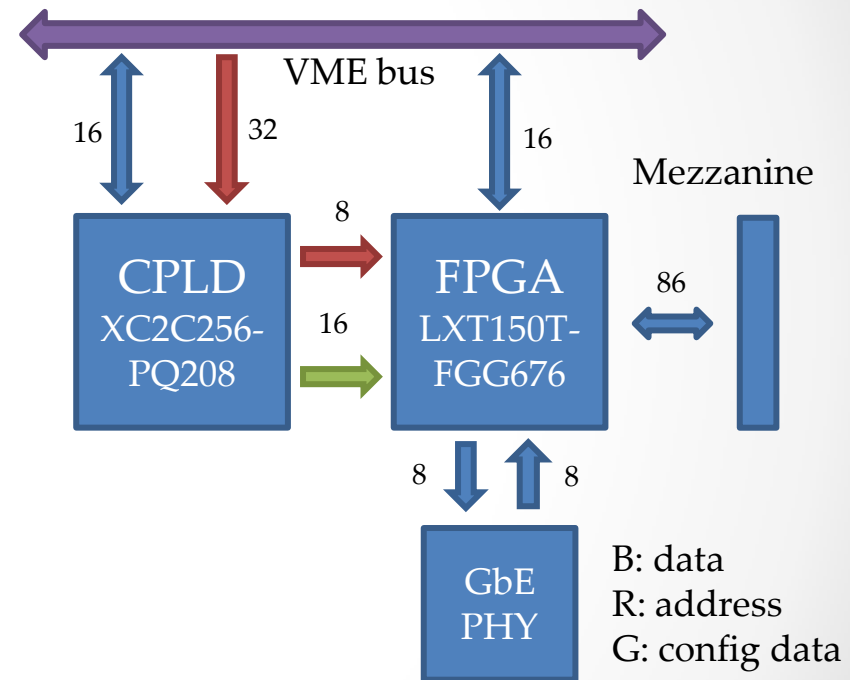 VME bus
16
32
16
Mezzanine
8
86
CPLD
XC2C256-
PQ208
16
FPGA
LXT150T-
FGG676
8
8
GbE
PHY
B: data
R: address
G: config data